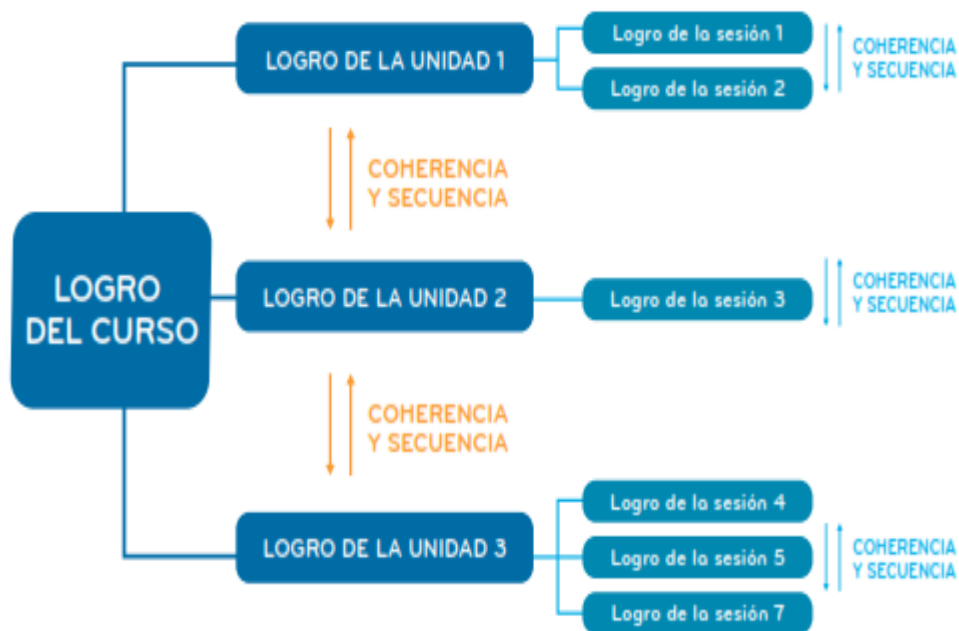 LOGRO
DEL CURSO
LOGRO DE LA UNIDAD 1
Logro de la sesión 1
Logro de la sesión 2
COHERENCIA
Y SECUENCIA
COHERENCIA
Y SECUENCIA
LOGRO DE LA UNIDAD 2
Logro de la sesión 3
COHERENCIA
Y SECUENCIA
COHERENCIA
Y SECUENCIA
LOGRO DE LA UNIDAD 3
Logro de la sesión 4
Logro de la sesión 5
Logro de la sesión 7
COHERENCIA
Y SECUENCIA